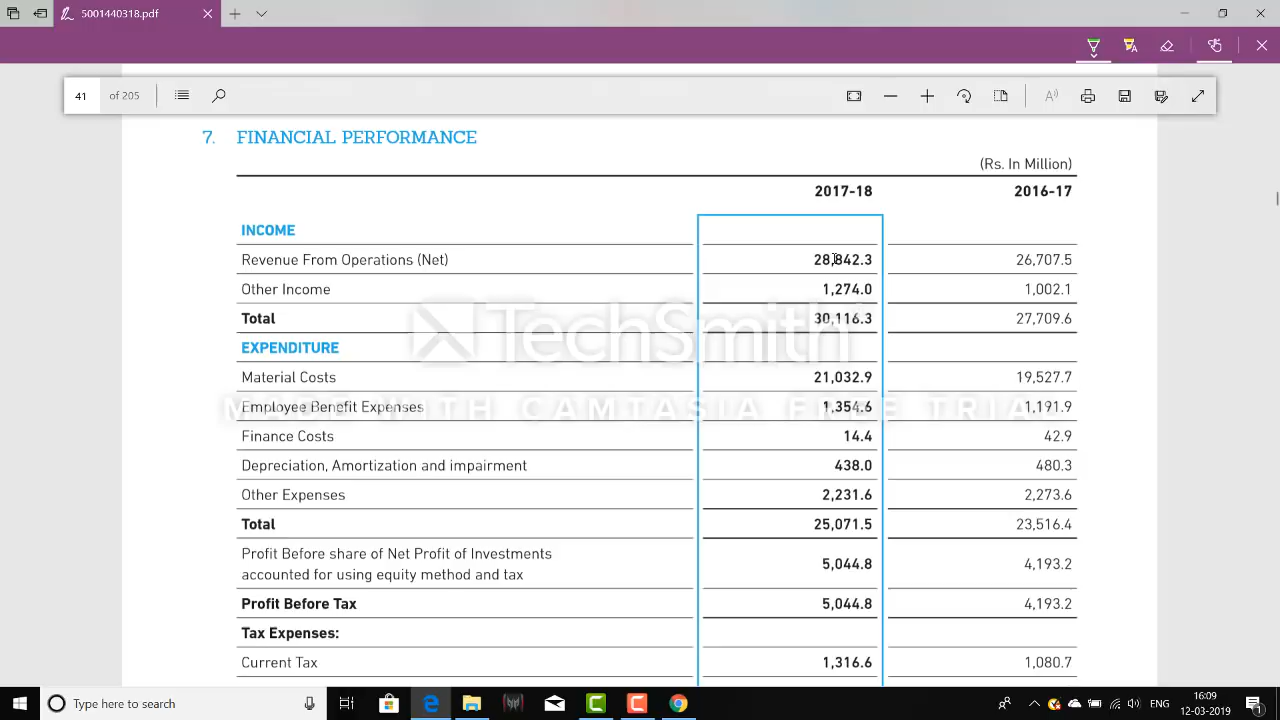 5001440318.pdf
41 of 205
7. FINANCIAL PERFORMANCE
(Rs. In Million)
2017-18 2016-17
INCOME
Revenue From Operations (Net) 28,842.3 26,707.5
Other Income 1,274.0 1,002.1
Total 30,116.3 27,709.6
TechSmith
EXPENDITURE
Material Costs 21,032.9 19,527.7
MADE WITH CAMTASIA FREE TRIAL
Employee Benefit Expenses 1,354.6 1,191.9
Finance Costs 14.4 42.9
Depreciation, Amortization and impairment 438.0 480.3
Other Expenses 2,231.6 2,273.6
Total 25,071.5 23,516.4
Profit Before share of Net Profit of Investments
accounted for using equity method and tax 5,044.8 4,193.2
Profit Before Tax 5,044.8 4,193.2
Tax Expenses:
Current Tax 1,316.6 1,080.7
Type here to search
ENG
16:09
12-03-2019